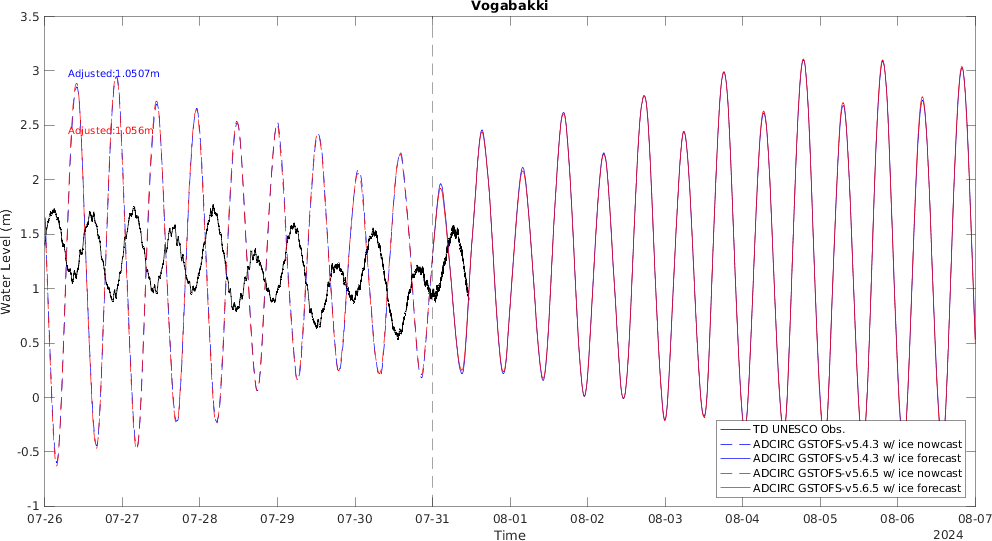 Vogabakki
3.5
3
2.5
2
1.5
1
0.5
0
-0.5
-1
Water Level (m)
Adjusted:1.0507m
Adjusted:1.056m
TD UNESCO Obs.
ADCIRC GSTOFS-v5.4.3 w/ ice nowcast
ADCIRC GSTOFS-v5.4.3 w/ ice forecast
ADCIRC GSTOFS-v5.6.5 w/ ice nowcast
ADCIRC GSTOFS-v5.6.5 w/ ice forecast
07-26 07-27 07-28 07-29 07-30 07-31 08-01 08-02 08-03 08-04 08-05 08-06 08-07
Time
2024